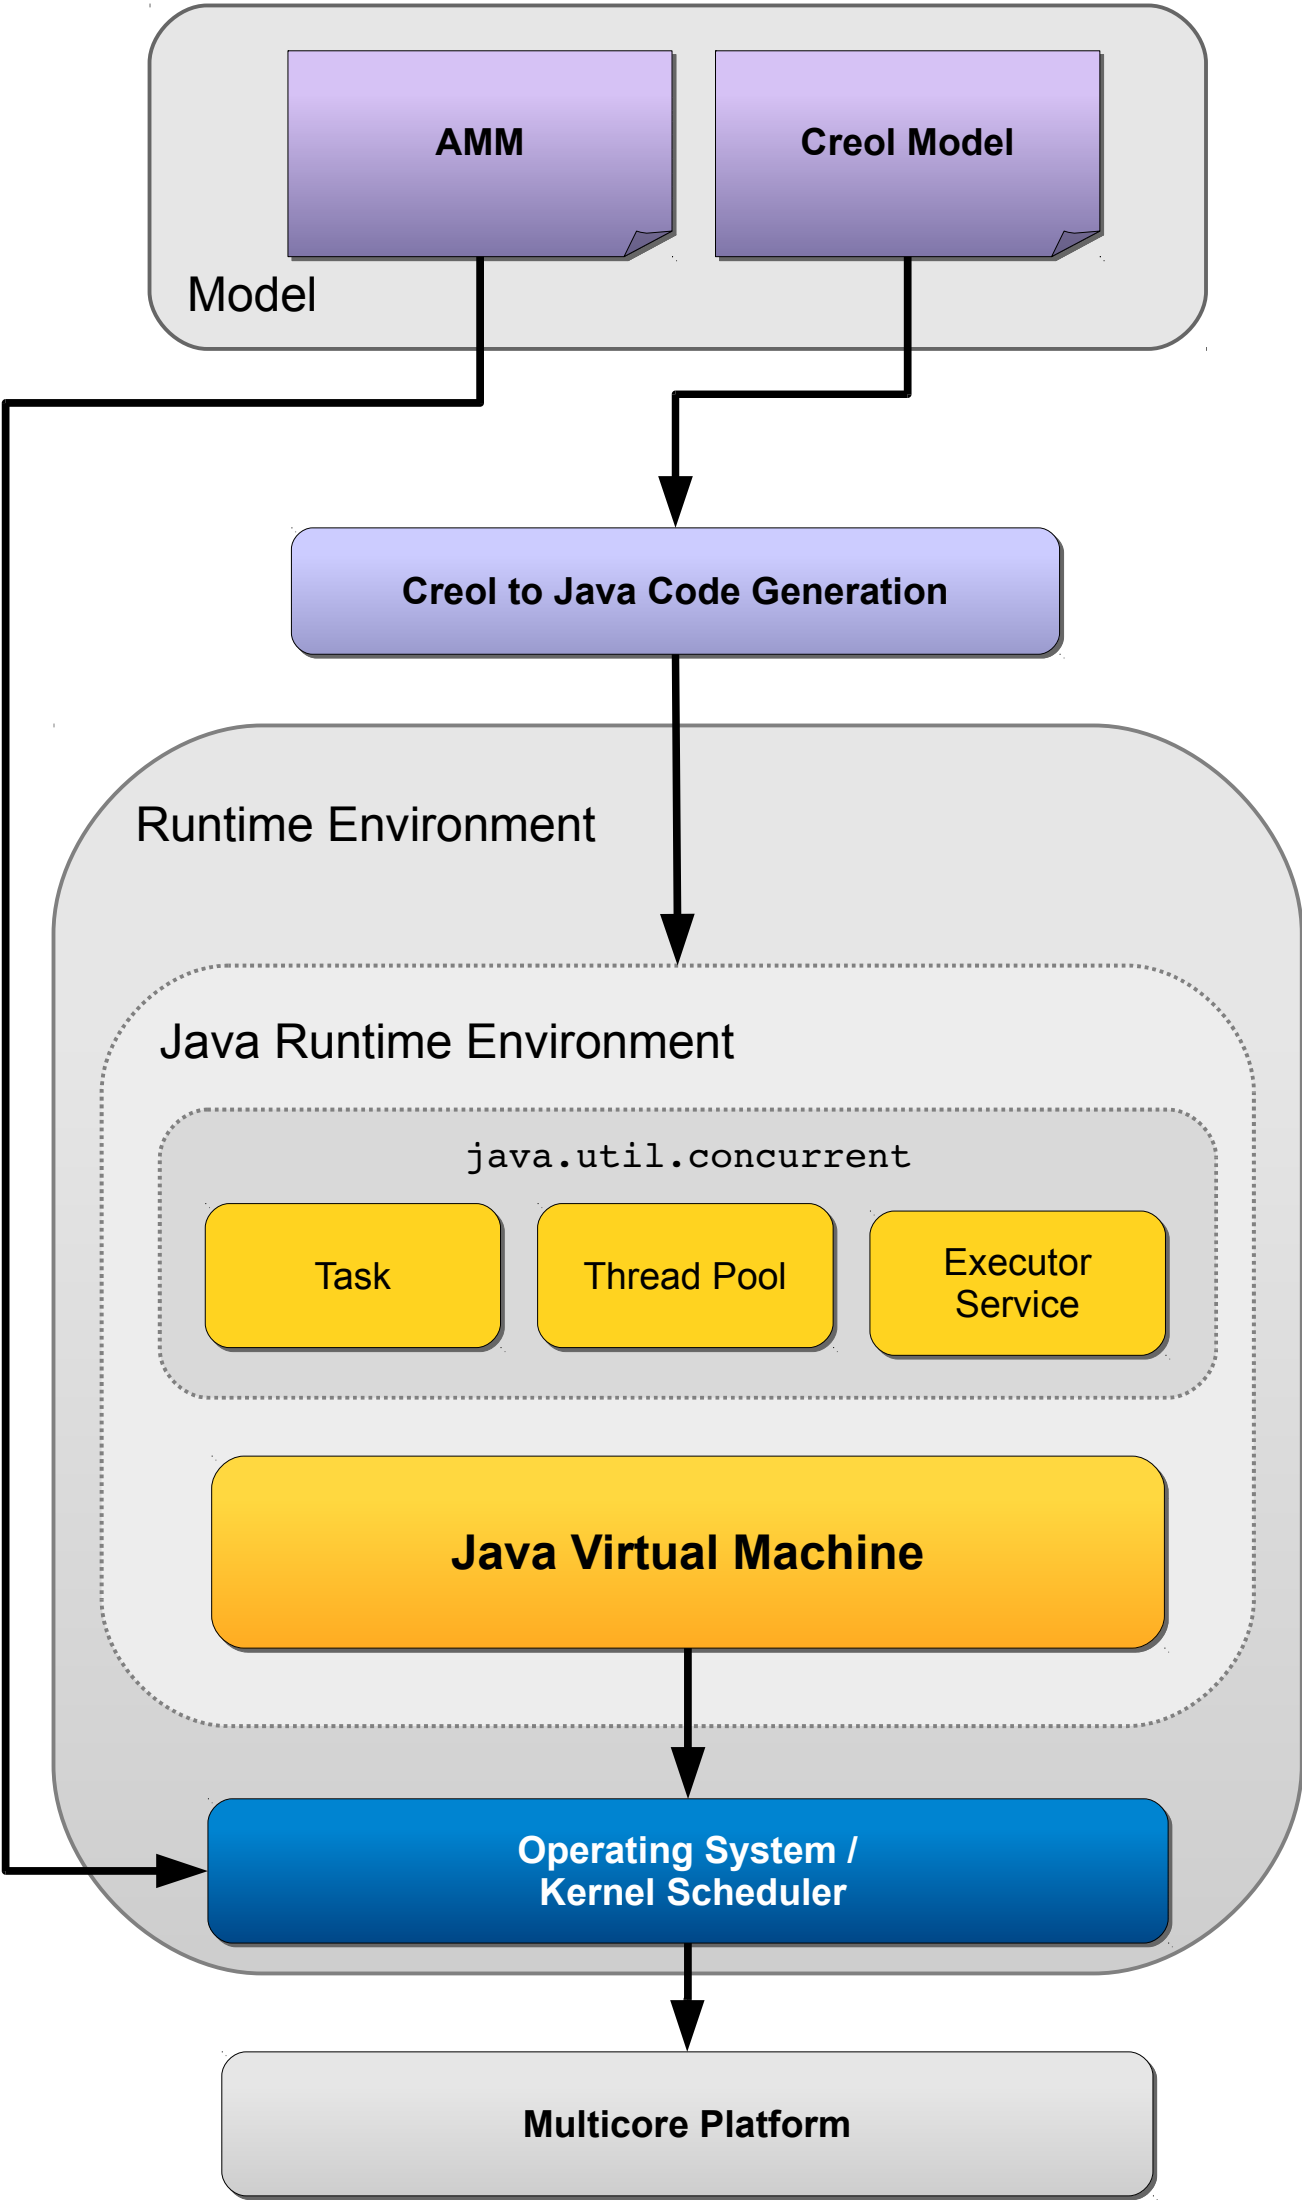 AMM
Creol Model
Model
Creol to Java Code Generation
Runtime Environment
Java Runtime Environment
java.util.concurrent
Task
Thread Pool
Executor
Service
Java Virtual Machine
Operating System /
Kernel Scheduler
Multicore Platform